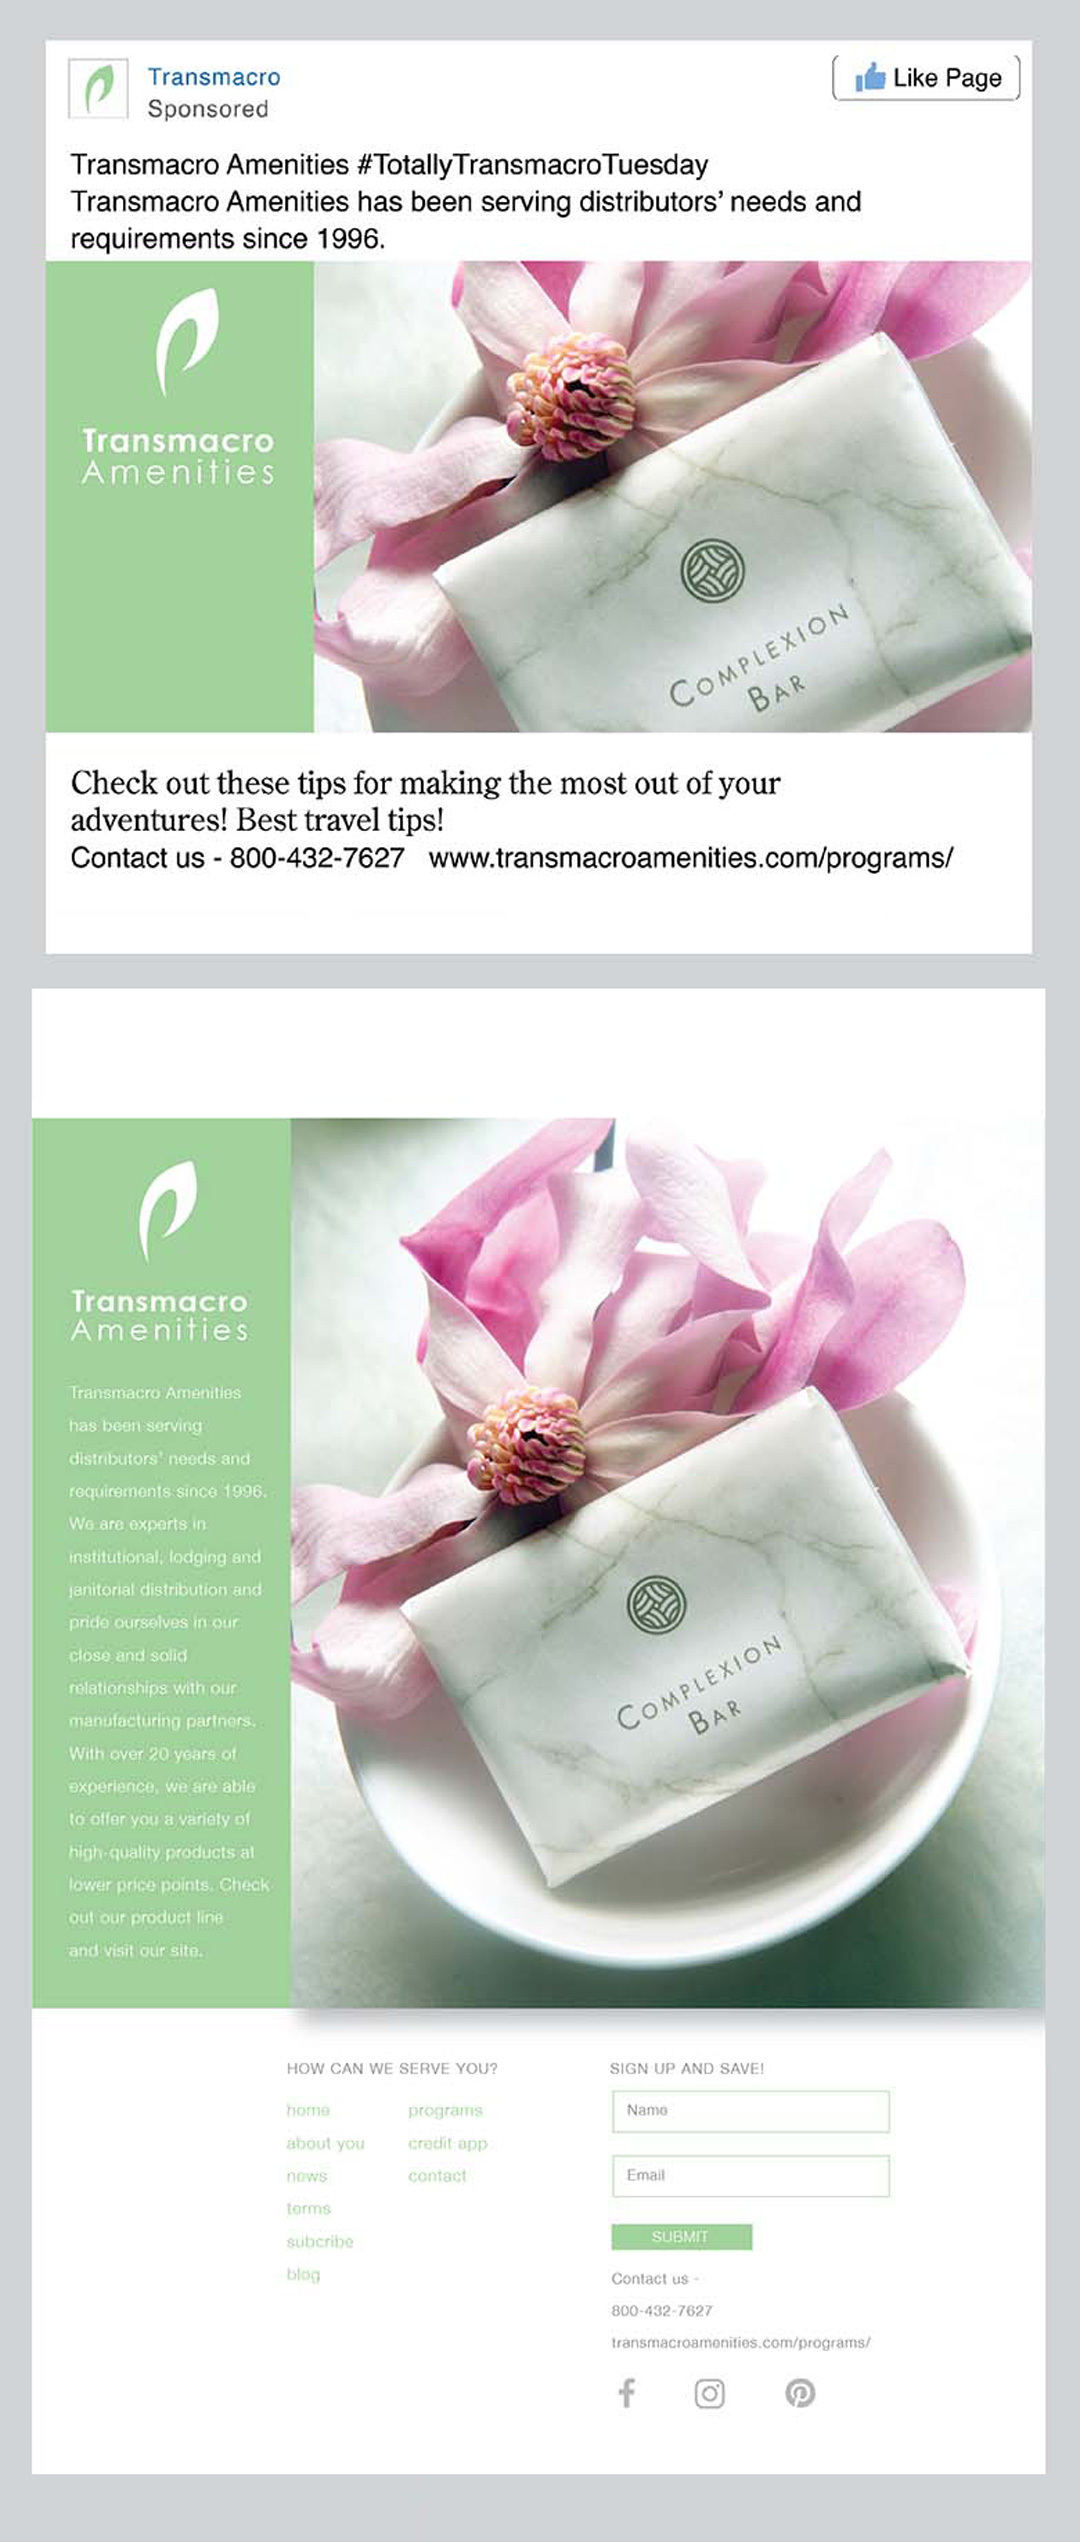 Transmacro
Sponsored
Like Page
Transmacro Amenities #TotallyTransmacroTuesday
Transmacro Amenities has been serving distributors’ needs and
requirements since 1996.
Transmacro
Amenities
COMPLEXION
BAR
Check out these tips for making the most out of your
adventures! Best travel tips!
Contact us - 800-432-7627 www.transmacroamenities.com/programs/
Transmacro
Amenities
Transmacro Amenities
has been serving
distributors’ needs and
requirements since 1996.
We are experts in
institutional, lodging and
janitorial distribution and
pride ourselves in our
close and solid
relationships with our
manufacturing partners.
With over 20 years of
experience, we are able
to offer you a variety of
high-quality products at
lower price points. Check
out our product line
and visit our site.
COMPLEXION
BAR
HOW CAN WE SERVE YOU?
home programs
about you credit app
news contact
terms
subcribe
blog
SIGN UP AND SAVE!
Name
Email
SUBMIT
Contact us -
800-432-7627
transmacroamenities.com/programs/